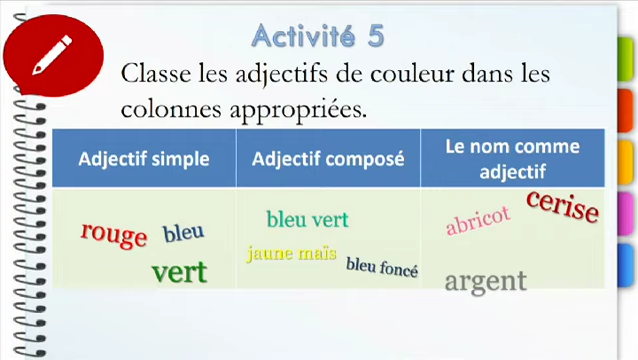 Activité 5
Classe les adjectifs de couleur dans les
colonnes appropriées.
Adjectif simple
Adjectif composé
Le nom comme
adjectif
rouge
bleu
vert
bleu vert
jaune maïs
bleu foncé
abricot
cerise
argent